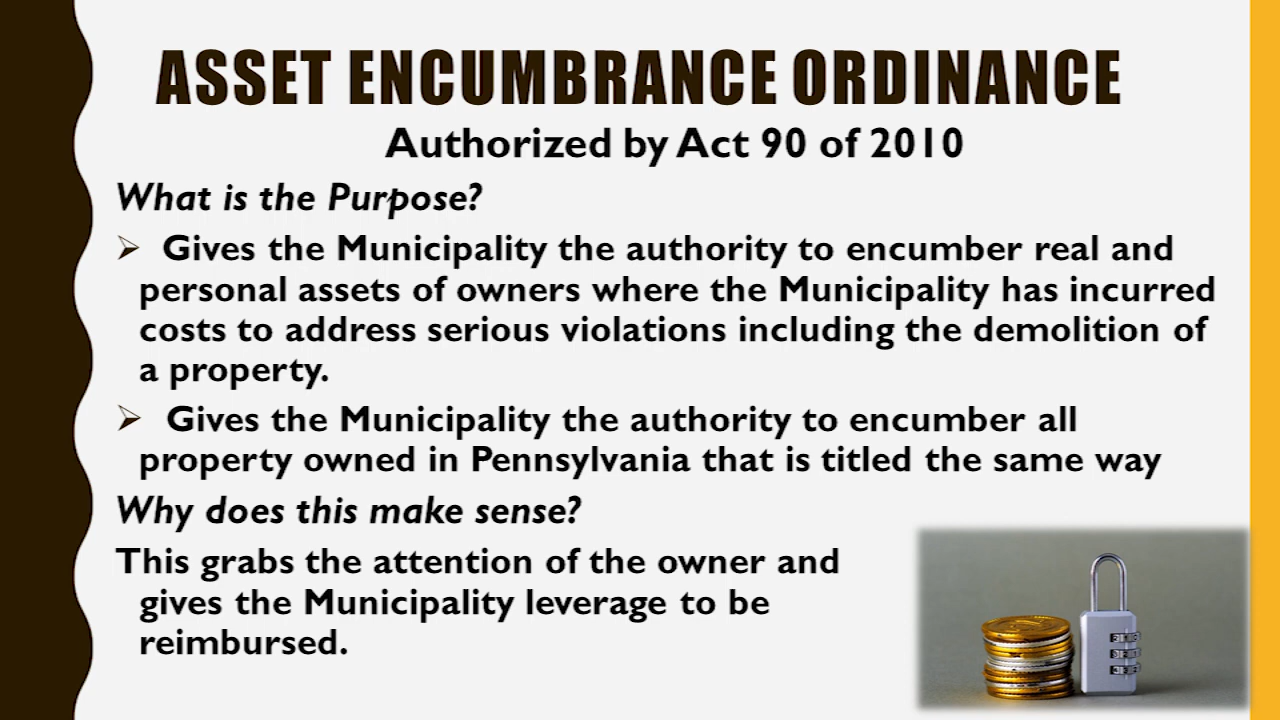 ASSET ENCUMBRANCE ORDINANCE
Authorized by Act 90 of 2010
What is the Purpose?
➢ Gives the Municipality the authority to encumber real and
personal assets of owners where the Municipality has incurred
costs to address serious violations including the demolition of
a property.
➢ Gives the Municipality the authority to encumber all
property owned in Pennsylvania that is titled the same way
Why does this make sense?
This grabs the attention of the owner and
gives the Municipality leverage to be
reimbursed.